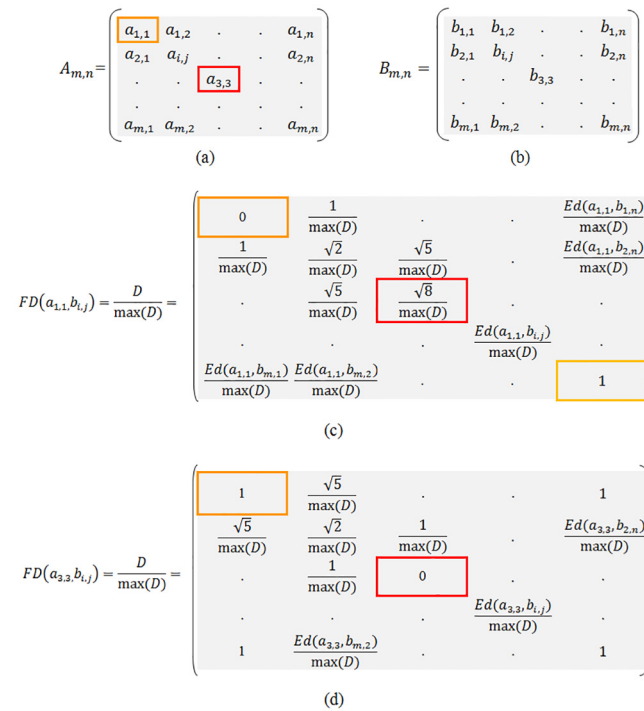 A_{m,n} = ( a_{1,1} a_{1,2} . . a_{1,n}
a_{2,1} a_{i,j} . . a_{2,n}
. . a_{3,3} . .
. . . . .
a_{m,1} a_{m,2} . . a_{m,n} )
(a)
B_{m,n} = ( b_{1,1} b_{1,2} . . b_{1,n}
b_{2,1} b_{i,j} . . b_{2,n}
. . b_{3,3} . .
. . . . .
b_{m,1} b_{m,2} . . b_{m,n} )
(b)
FD(a_{1,1}, b_{i,j}) = D/max(D) = ( 0 1/max(D) . . Ed(a_{1,1}, b_{1,n})/max(D)
1/max(D) √2/max(D) √5/max(D) . Ed(a_{1,1}, b_{2,n})/max(D)
. √5/max(D) √8/max(D) . .
. . . Ed(a_{1,1}, b_{i,j})/max(D) .
Ed(a_{1,1}, b_{m,1})/max(D) Ed(a_{1,1}, b_{m,2})/max(D) . . 1
(c)
FD(a_{3,3}, b_{i,j}) = D/max(D) = ( 1 √5/max(D) . . 1
√5/max(D) √2/max(D) 1/max(D) . Ed(a_{3,3}, b_{2,n})/max(D)
. 1/max(D) 0 . .
. . . Ed(a_{3,3}, b_{i,j})/max(D) .
1 Ed(a_{3,3}, b_{m,2})/max(D) . . 1
(d)